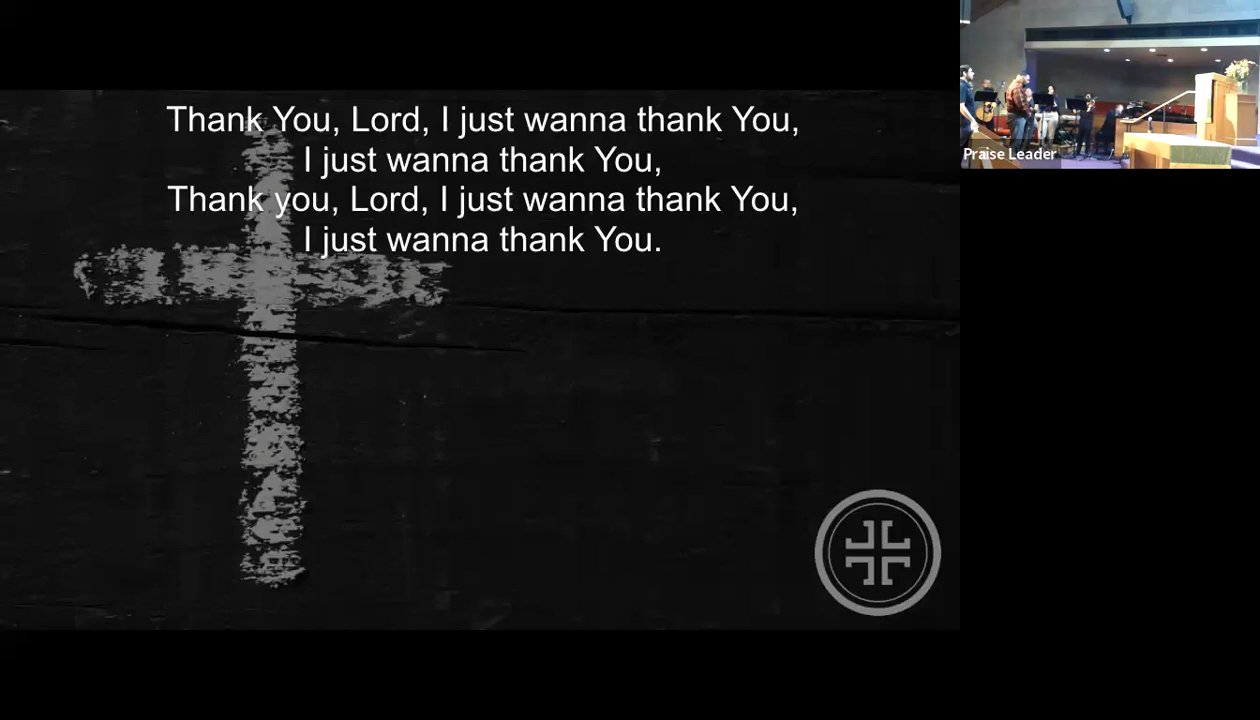 Thank You, Lord, I just wanna thank You,
I just wanna thank You,
Thank you, Lord, I just wanna thank You,
I just wanna thank You.
Praise Leader